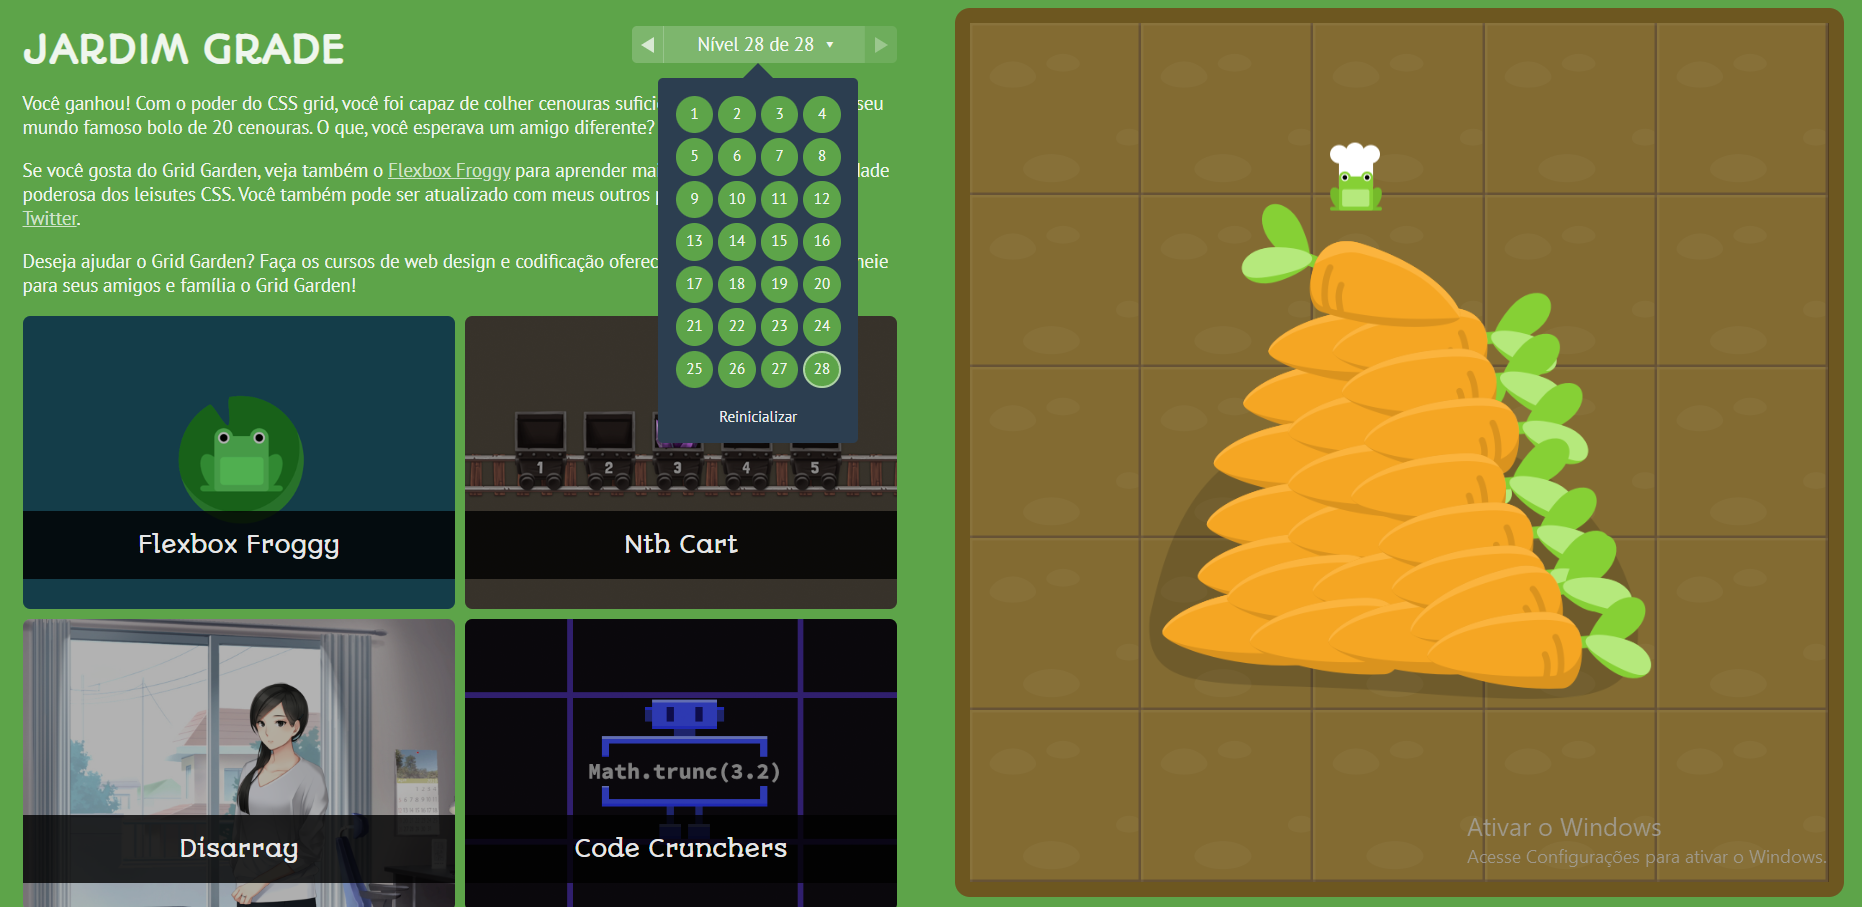 JARDIM GRADE
Nível 28 de 28
Você ganhou! Com o poder do CSS grid, você foi capaz de colher cenouras sufici seu
mundo famoso bolo de 20 cenouras. O que, você esperava um amigo diferente?
Se você gosta do Grid Garden, veja também o Flexbox Froggy para aprender ma dade
poderosa dos leisutes CSS. Você também pode ser atualizado com meus outros p
Twitter.
Deseja ajudar o Grid Garden? Faça os cursos de web design e codificação oferec neie
para seus amigos e família o Grid Garden!
1 2 3 4
5 6 7 8
9 10 11 12
13 14 15 16
17 18 19 20
21 22 23 24
25 26 27 28
Reinicializar
1 2 3 4 5
Flexbox Froggy
Nth Cart
Math.trunc(3.2)
Disarray
Code Crunchers
Ativar o Windows
Acesse Configurações para ativar o Windows.